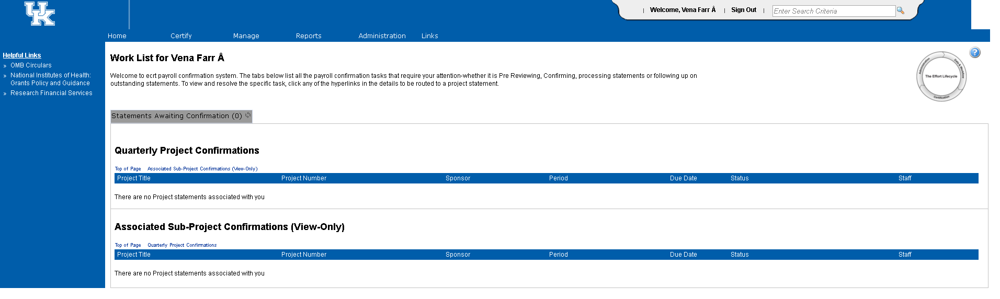 UK
| Welcome, Vena Farr Â | Sign Out | Enter Search Criteria
Home Certify Manage Reports Administration Links
Helpful Links
» OMB Circulars
» National Institutes of Health:
Grants Policy and Guidance
» Research Financial Services
Work List for Vena Farr Â
Welcome to ecrt payroll confirmation system. The tabs below list all the payroll confirmation tasks that require your attention-whether it is Pre Reviewing, Confirming, processing statements or following up on
outstanding statements. To view and resolve the specific task, click any of the hyperlinks in the details to be routed to a project statement.
?
Administration
Data & Workflow
The Effort Lifecycle
Certification
Statements Awaiting Confirmation (0)
Quarterly Project Confirmations
Top of Page Associated Sub-Project Confirmations (View-Only)
Project Title Project Number Sponsor Period Due Date Status Staff
There are no Project statements associated with you
Associated Sub-Project Confirmations (View-Only)
Top of Page Quarterly Project Confirmations
Project Title Project Number Sponsor Period Due Date Status Staff
There are no Project statements associated with you